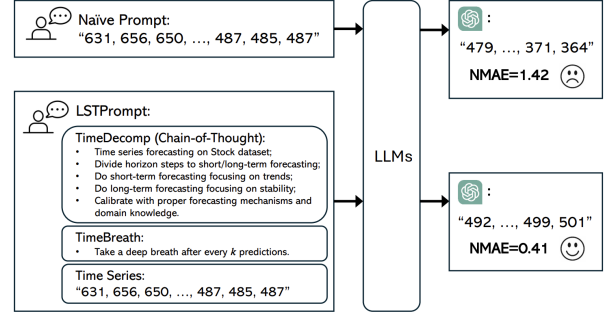 Naïve Prompt:
“631, 656, 650, ..., 487, 485, 487”
LSTPrompt:
TimeDecomp (Chain-of-Thought):
• Time series forecasting on Stock dataset;
• Divide horizon steps to short/long-term forecasting;
• Do short-term forecasting focusing on trends;
• Do long-term forecasting focusing on stability;
• Calibrate with proper forecasting mechanisms and
domain knowledge.
TimeBreath:
• Take a deep breath after every k predictions.
Time Series:
“631, 656, 650, ..., 487, 485, 487”
LLMs
:
“479, ..., 371, 364”
NMAE=1.42
:
“492, ..., 499, 501”
NMAE=0.41